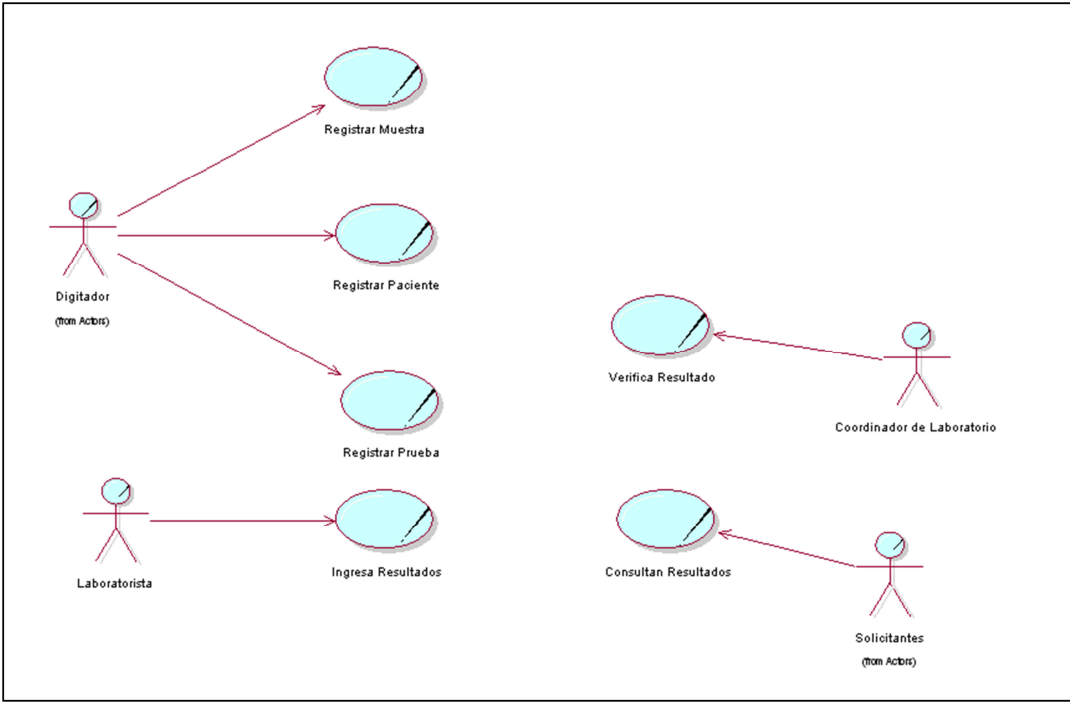 Registrar Muestra
Digitador
(from Actors)
Registrar Paciente
Registrar Prueba
Laboratorista
Ingresa Resultados
Verifica Resultado
Coordinador de Laboratorio
Consultan Resultados
Solicitantes
(from Actors)